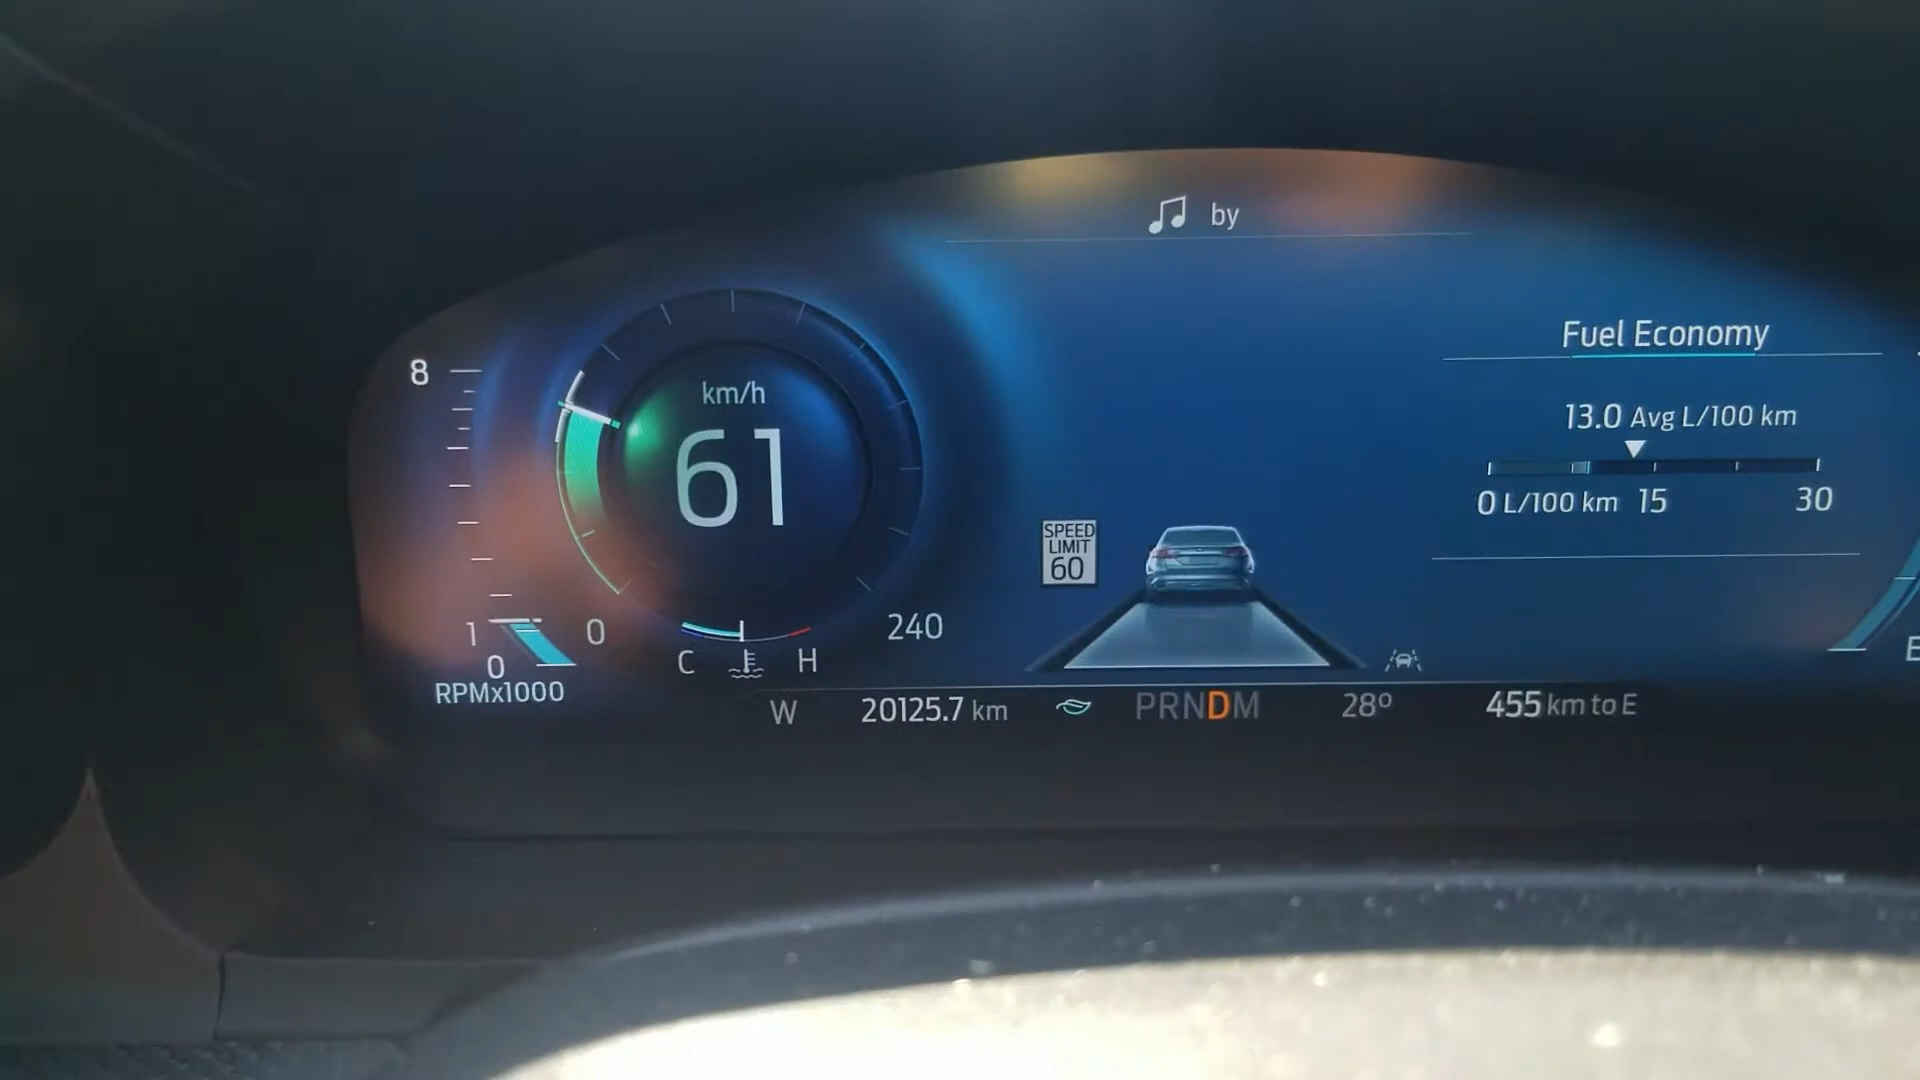 by
Fuel Economy
8
km/h
61
13.0 Avg L/100 km
0 L/100 km 15 30
SPEED
LIMIT
60
1
0
RPMx1000
0
240
C H
W 20125.7 km PRNDM 28º 455 km to E
E